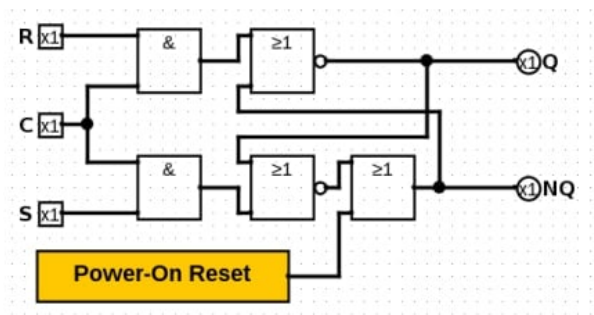 R x1
& ≥1
x1 Q
C x1
& ≥1 ≥1
x1 NQ
S x1
Power-On Reset